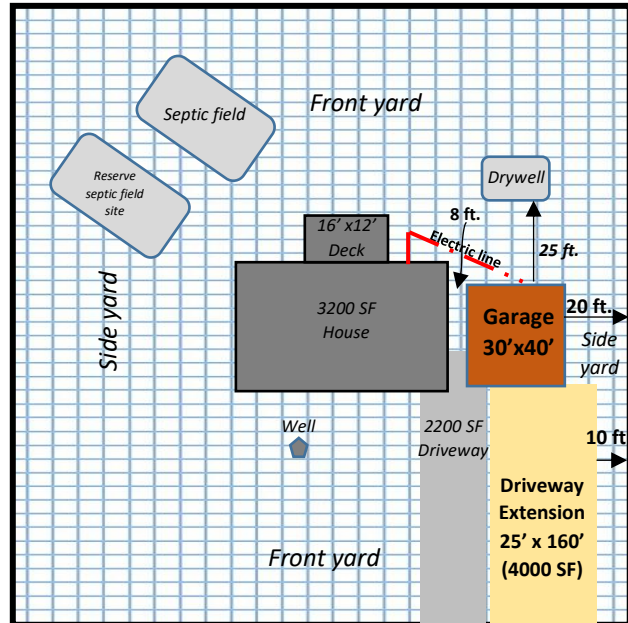 Septic field
Front yard
Reserve
septic field
site
Drywell
16' x12'
Deck
8 ft.
Electric line
25 ft.
Side yard
3200 SF
House
Garage
30'x40'
20 ft.
Side
yard
Well
2200 SF
Driveway
10 ft
Driveway
Extension
25' x 160'
(4000 SF)
Front yard